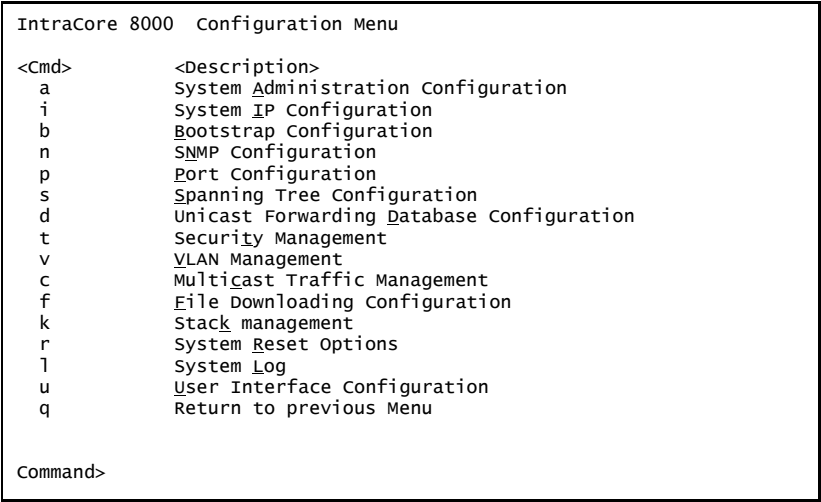 IntraCore 8000  Configuration Menu
<Cmd>            <Description>
a            System Administration Configuration
i            System IP Configuration
b            Bootstrap Configuration
n            SNMP Configuration
p            Port Configuration
s            Spanning Tree Configuration
d            Unicast Forwarding Database Configuration
t            Security Management
v            VLAN Management
c            Multicast Traffic Management
f            File Downloading Configuration
k            Stack management
r            System Reset Options
l            System Log
u            User Interface Configuration
q            Return to previous Menu
Command>